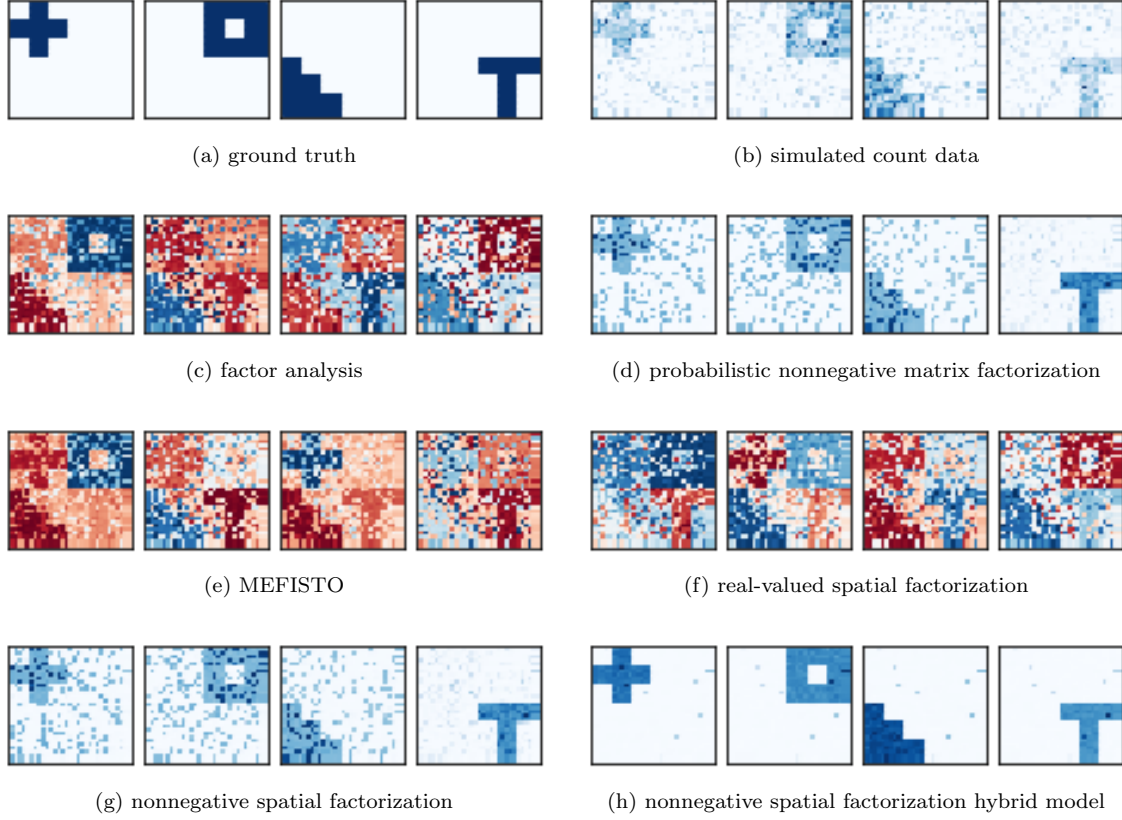 (a) ground truth
(b) simulated count data
(c) factor analysis
(d) probabilistic nonnegative matrix factorization
(e) MEFISTO
(f) real-valued spatial factorization
(g) nonnegative spatial factorization
(h) nonnegative spatial factorization hybrid model